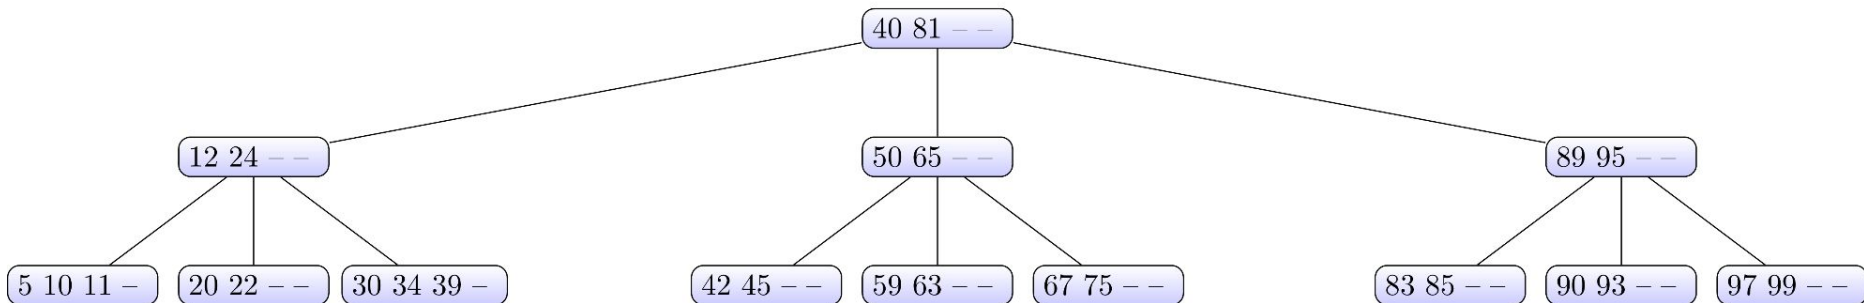 40 81 – –
12 24 – –
50 65 – –
89 95 – –
5 10 11 –
20 22 – –
30 34 39 –
42 45 – –
59 63 – –
67 75 – –
83 85 – –
90 93 – –
97 99 – –